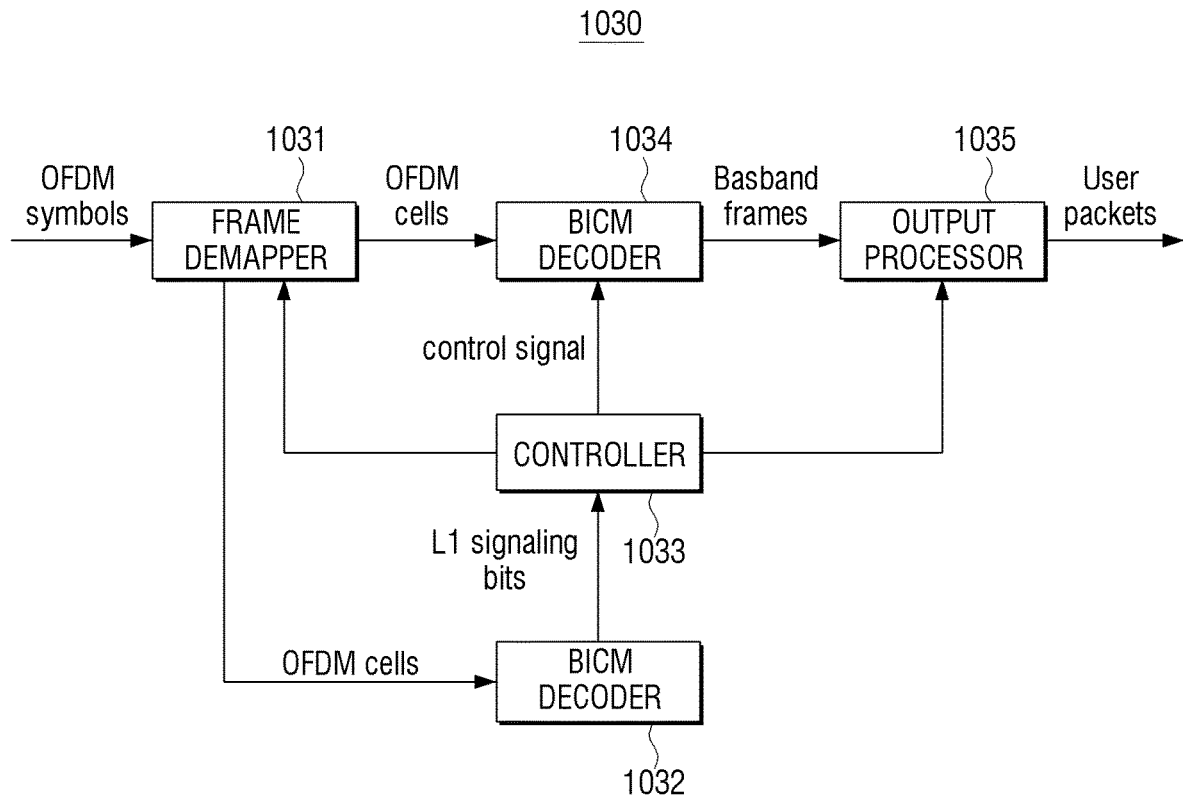 1030
1031
1034
1035
OFDM
symbols
FRAME
DEMAPPER
OFDM
cells
BICM
DECODER
Basband
frames
OUTPUT
PROCESSOR
User
packets
control signal
CONTROLLER
1033
L1 signaling
bits
OFDM cells
BICM
DECODER
1032